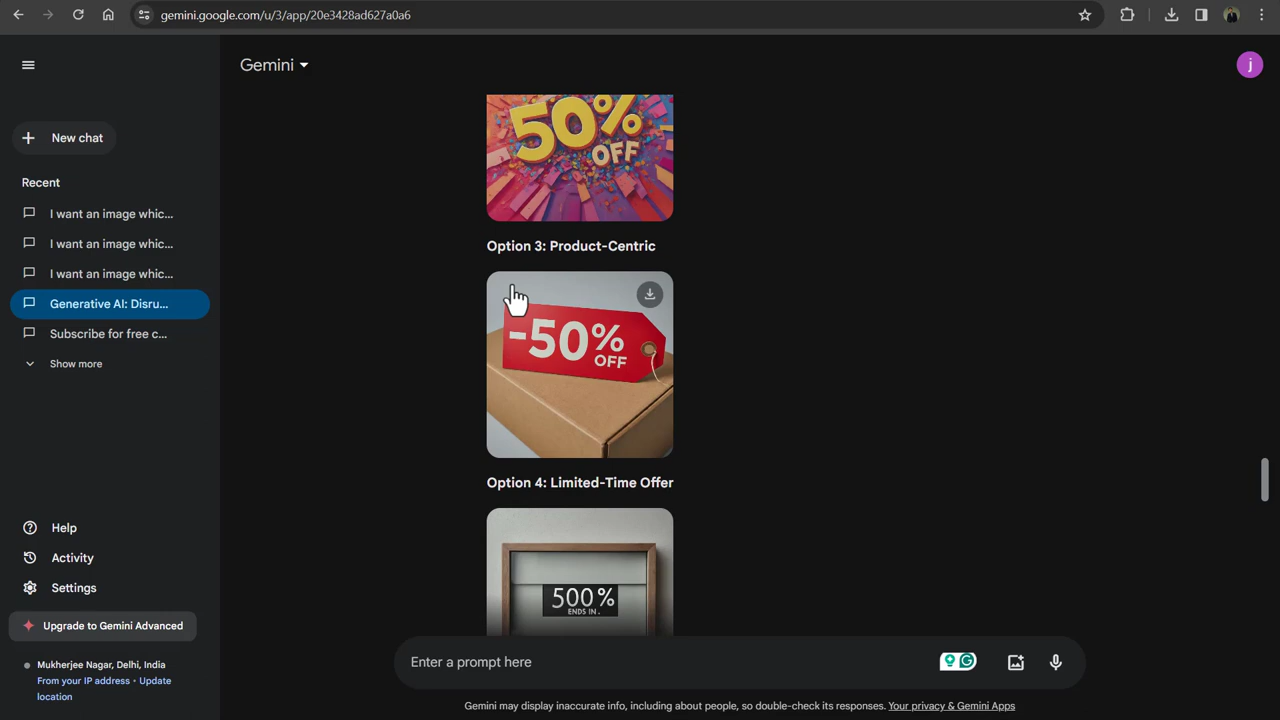 gemini.google.com/u/3/app/20e3428ad627a0a6
Gemini
j
New chat
Recent
I want an image whic...
I want an image whic...
I want an image whic...
Generative AI: Disru...
Subscribe for free c...
Show more
Help
Activity
Settings
Upgrade to Gemini Advanced
Mukherjee Nagar, Delhi, India
From your IP address • Update
location
50%
OFF
Option 3: Product-Centric
-50%
OFF
Option 4: Limited-Time Offer
500%
ENDS IN.
Enter a prompt here
Gemini may display inaccurate info, including about people, so double-check its responses. Your privacy & Gemini Apps